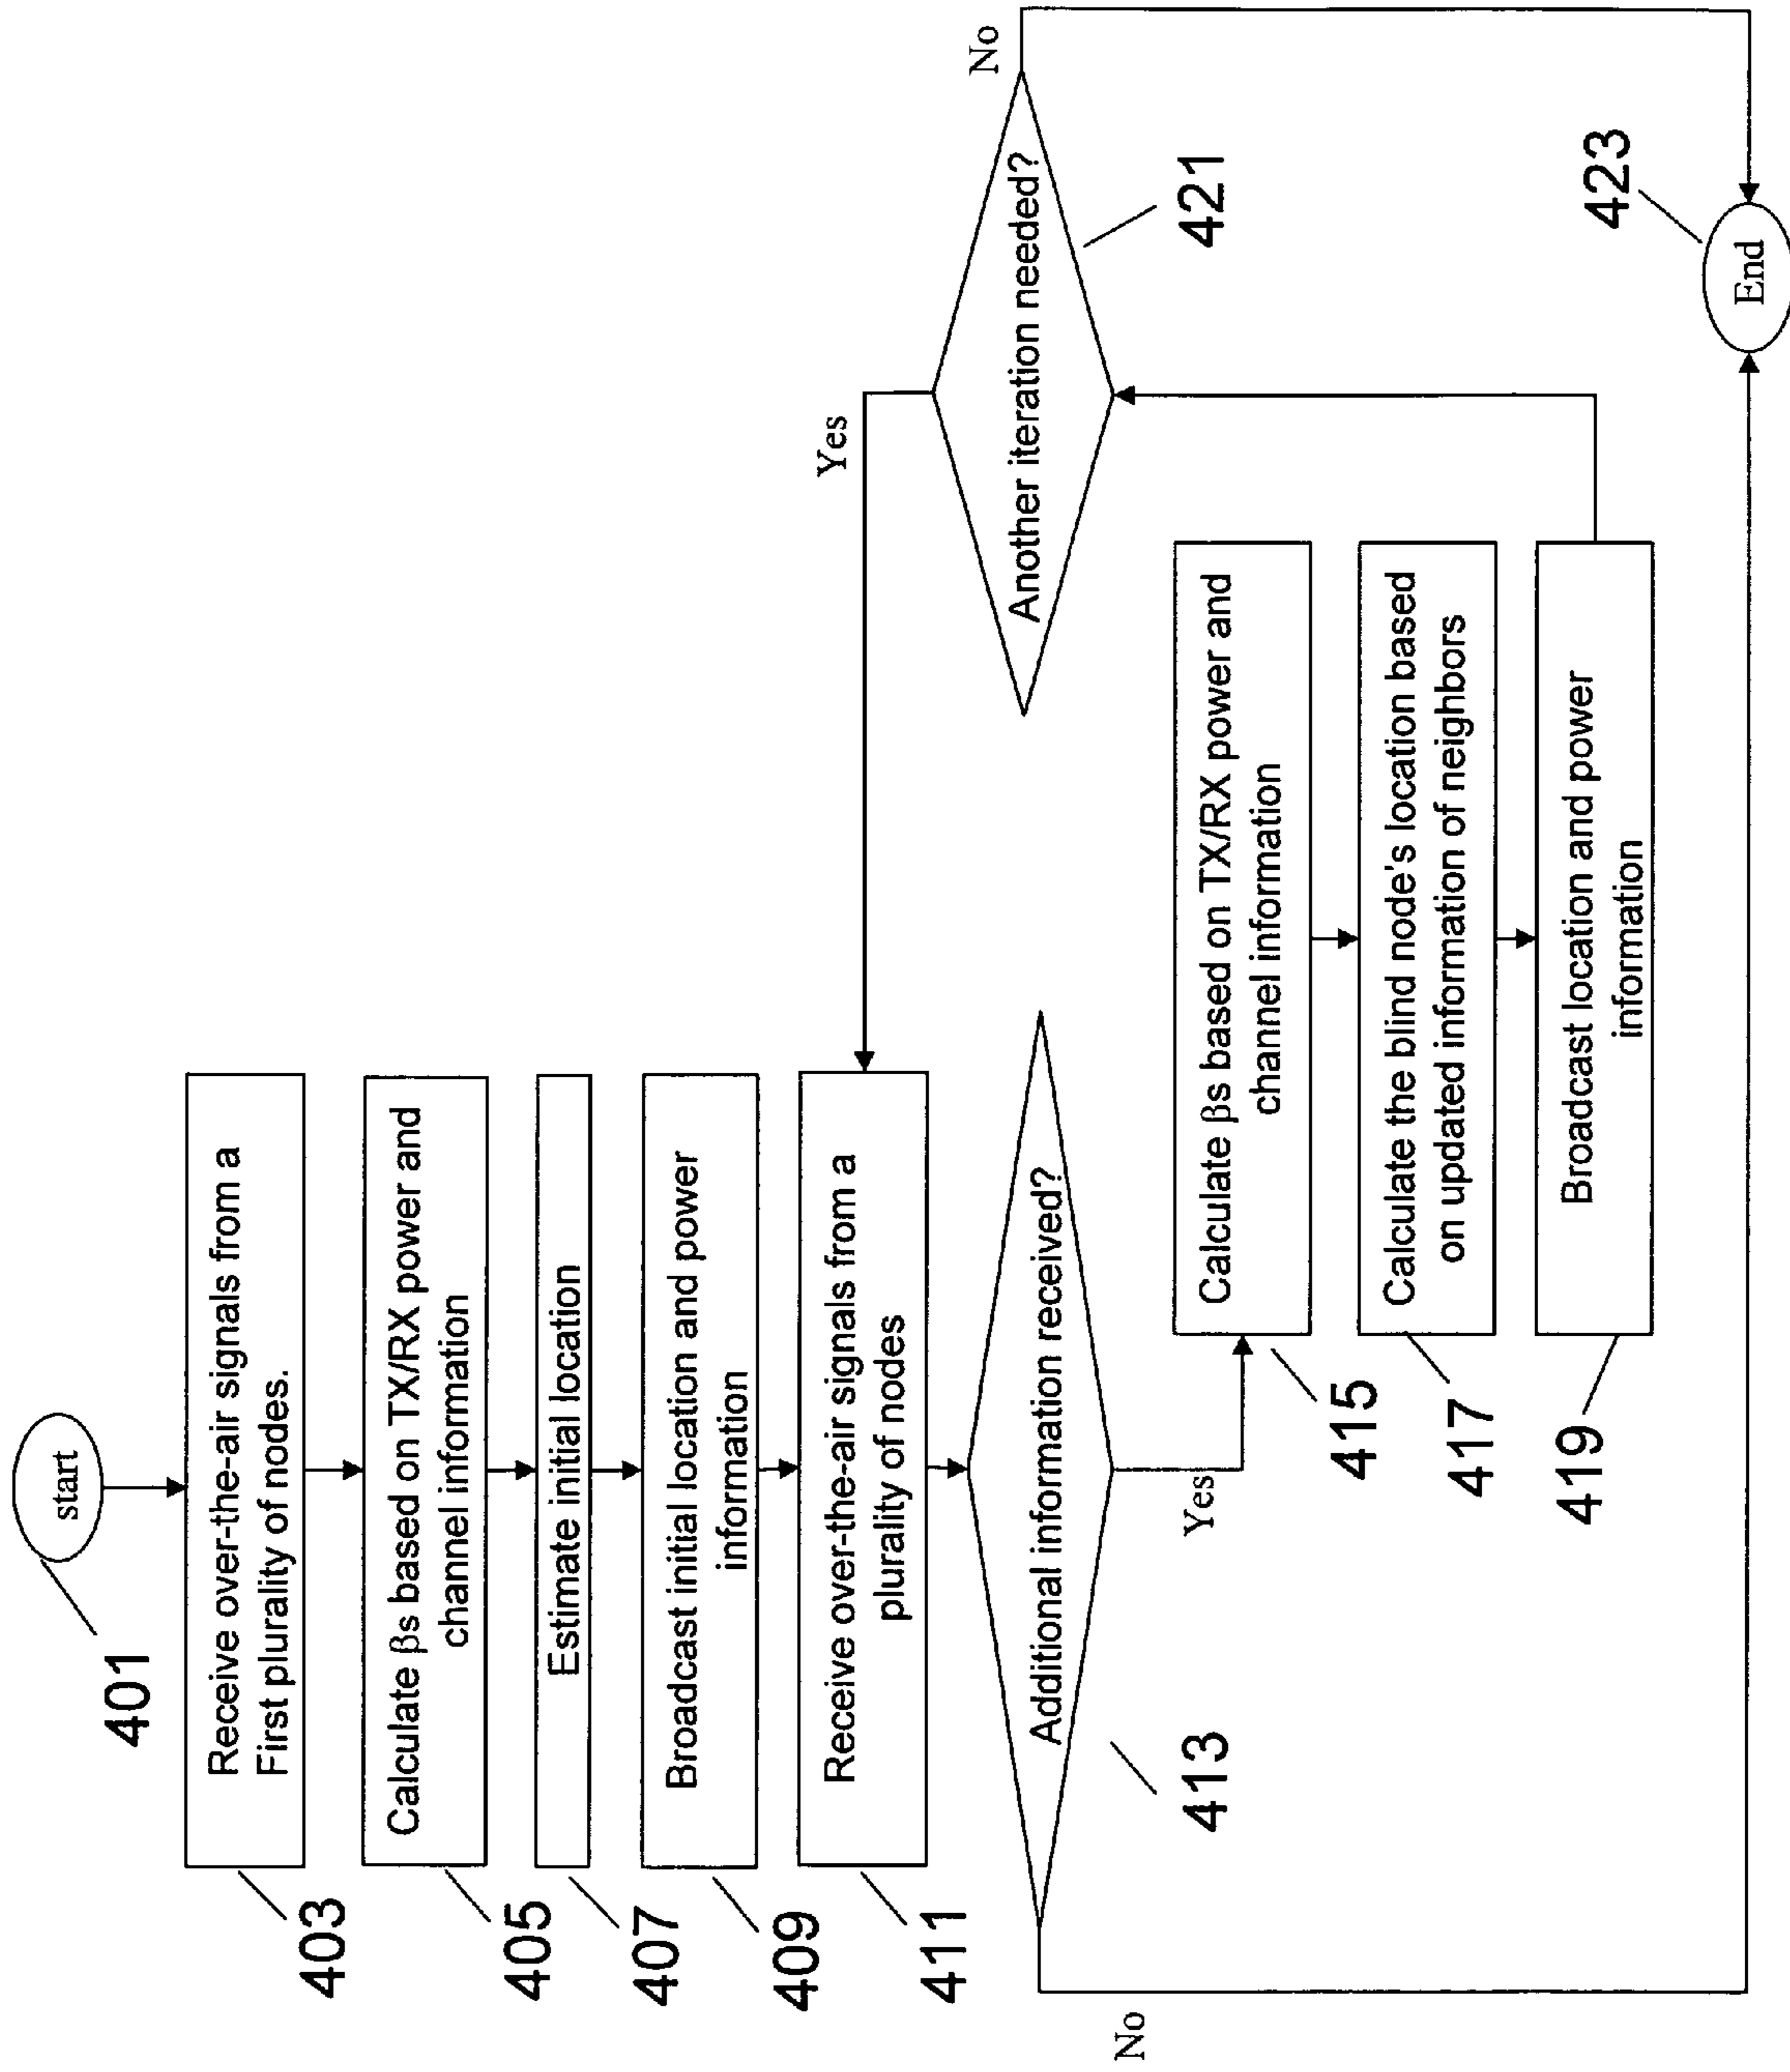 start
401
Receive over-the-air signals from a
First plurality of nodes.
403
Calculate βs based on TX/RX power and
channel information
405
Estimate initial location
407
Broadcast initial location and power
information
409
Receive over-the-air signals from a
plurality of nodes
411
Additional information received?
413
No
Yes
Calculate βs based on TX/RX power and
channel information
415
Calculate the blind node's location based
on updated information of neighbors
417
Broadcast location and power
information
419
Another iteration needed?
421
Yes
No
End
423